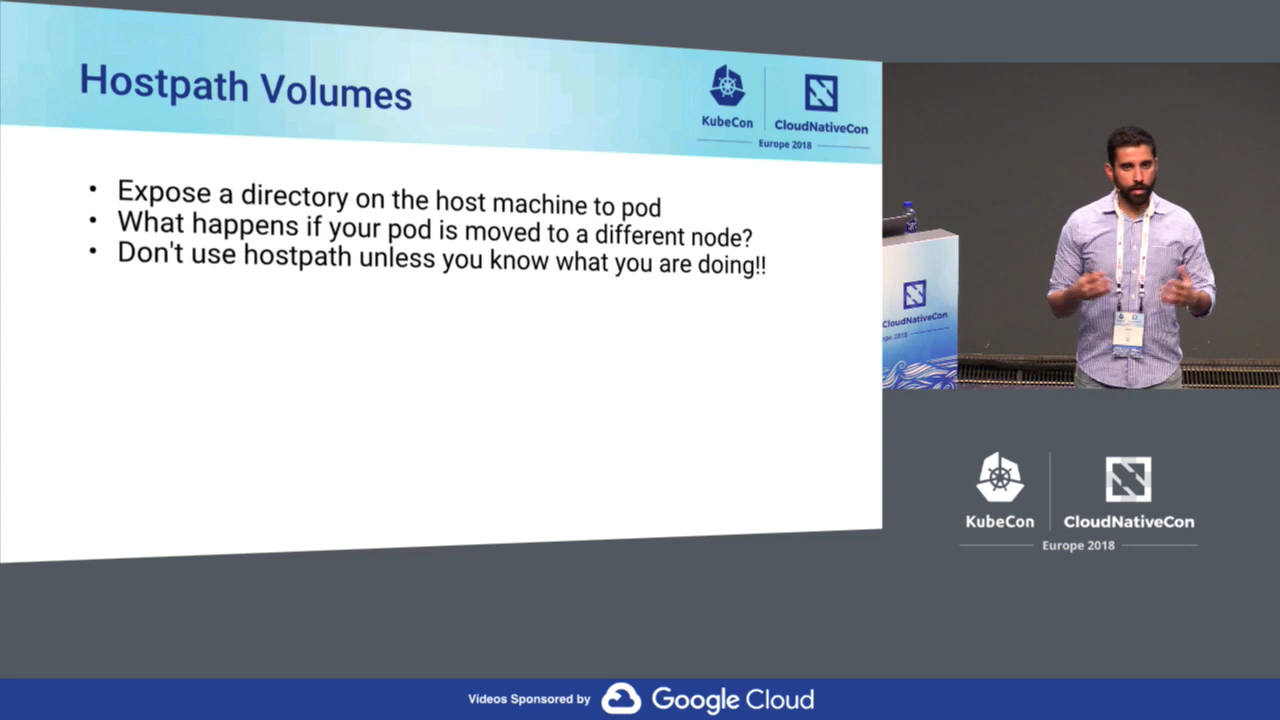 Hostpath Volumes
KubeCon
CloudNativeCon
Europe 2018
• Expose a directory on the host machine to pod
• What happens if your pod is moved to a different node?
• Don't use hostpath unless you know what you are doing!!
CloudNativeCon
2018
KubeCon
CloudNativeCon
Europe 2018
Videos Sponsored by
Google Cloud